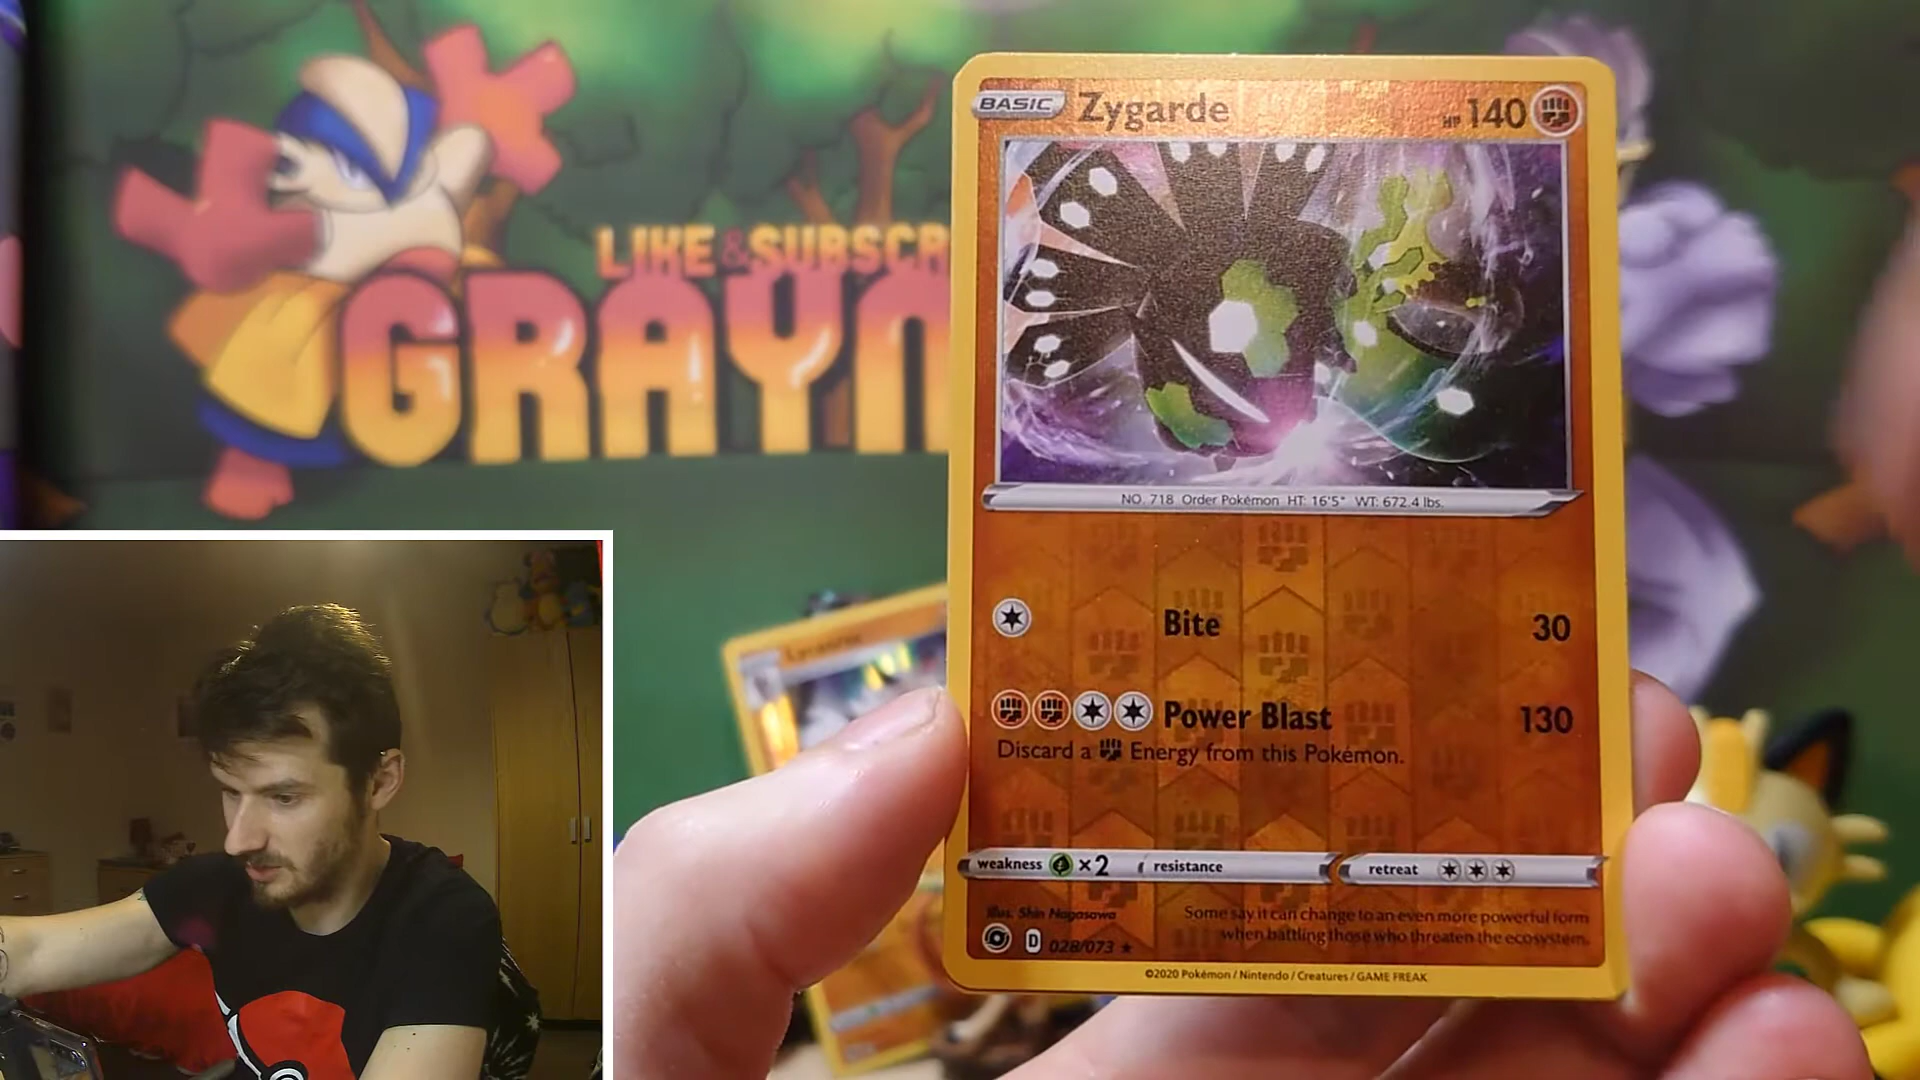 LIKE & SUBSCR
GRAYN
BASIC Zygarde HP 140
NO. 718 Order Pokémon HT: 16'5" WT: 672.4 lbs.
Bite 30
Power Blast 130
Discard a Energy from this Pokémon.
weakness ×2 resistance retreat
Illus. Shin Nagasawa
Some say it can change to an even more powerful form
when battling those who threaten the ecosystem.
D 028/073 ★
©2020 Pokémon / Nintendo / Creatures / GAME FREAK